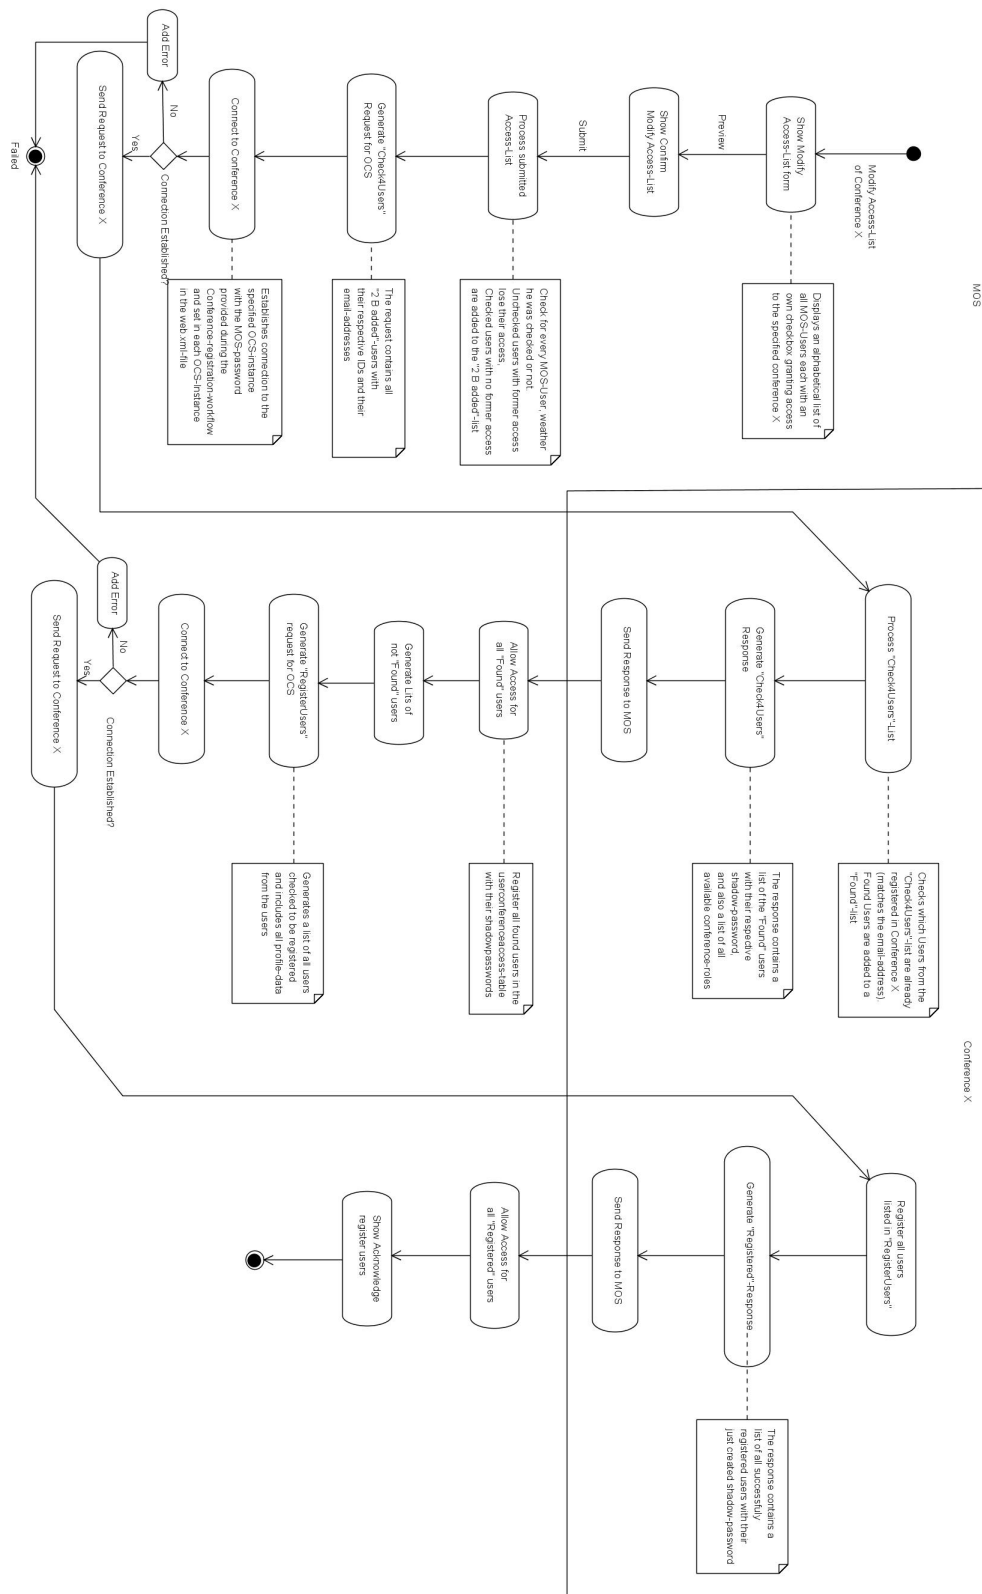 MOS
Modify Access-List
of Conference X
Show Modify
Access-List form
Displays an alphabetical list of
all MOS-Users each with an
own checkbox granting access
to the specified conference X
Preview
Show Confirm
Modify Access-List
Submit
Process submitted
Access-List
Check for every MOS-User, weather
he was checked or not.
Unchecked users with former access
lose their access,
Checked users with no former access
are added to the "2 B added"-list
Generate "Check4Users"
Request for OCS
The request contains all
"2 B added"-users with
their respective IDs and their
email-addresses
Connect to Conference X
Establishes connection to the
specified OCS-instance
with the MOS-password
provided during the
Conference-registration-workflow
and set in each OCS-Instance
in the web.xml-file
Connection Established?
No
Add Error
Yes
Send Request to Conference X
Failed
Conference X
Process "Check4Users"-List
Checks which Users from the
"Check4Users"-list are already
registered in Conference X
(matches the email-address).
Found Users are added to a
"Found"-list
Generate "Check4Users"
Response
The response contains a
list of the "Found" users
with their respective
shadow-password,
and also a list of all
available conference-roles
Send Response to MOS
Allow Access for
all "Found" users
Register all found users in the
userconferenceaccess-table
with their shadowpasswords
Generate Lits of
not "Found" users
Generate "RegisterUsers"
request for OCS
Generates a list of all users
checked to be registered
and includes all profile-data
from the users
Connect to Conference X
Connection Established?
No
Add Error
Yes
Send Request to Conference X
Register all users
listed in "RegisterUsers"
Generate "Registered"-Response
The response contains a
list of all successfuly
registered users with their
just created shadow-password
Send Response to MOS
Allow Access for
all "Registered" users
Show Acknowledge
register users